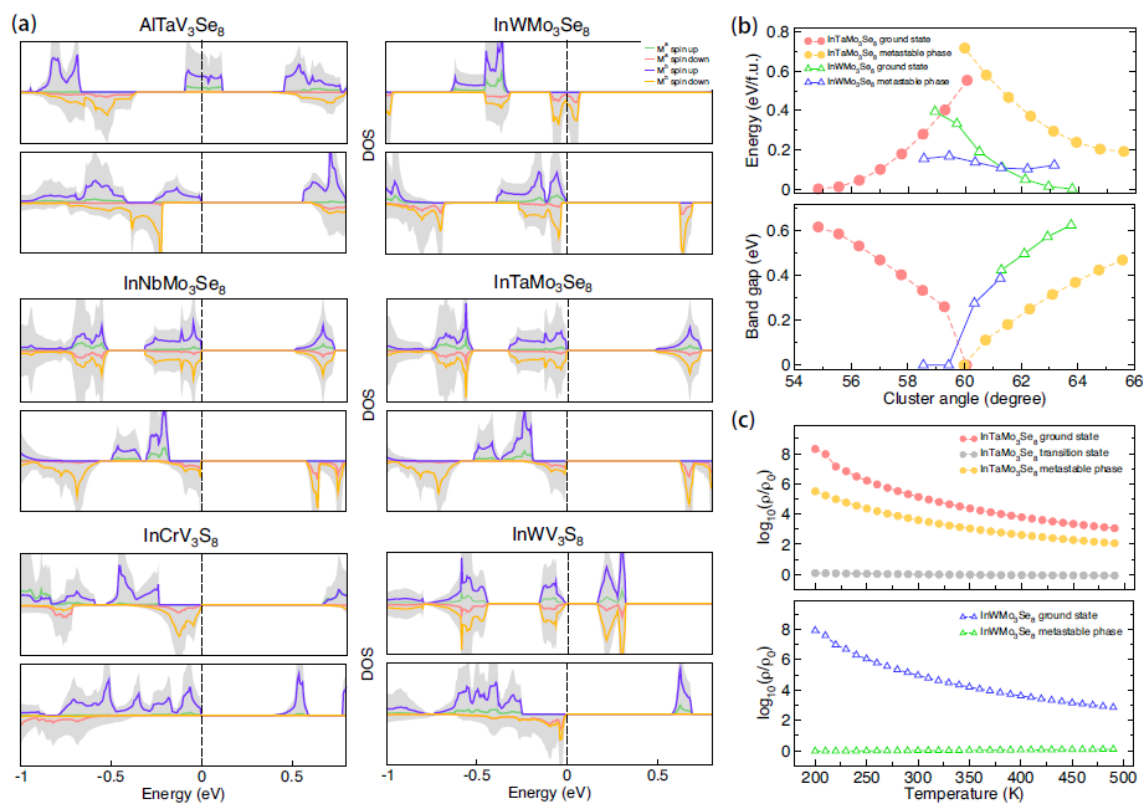 (a)
AlTaV3Se8
InWMo3Se8
Mᴬ spin up
Mᴬ spin down
Mᵇ spin up
Mᵇ spin down
DOS
InNbMo3Se8
InTaMo3Se8
DOS
InCrV3S8
InWV3S8
DOS
-1
-0.5
0
0.5
Energy (eV)
-1
-0.5
0
0.5
Energy (eV)
(b)
InTaMo3Se8 ground state
InTaMo3Se8 metastable phase
InWMo3Se8 ground state
InWMo3Se8 metastable phase
Energy (eV/f.u.)
0.8
0.6
0.4
0.2
0
Band gap (eV)
0.6
0.4
0.2
0
54
56
58
60
62
64
66
Cluster angle (degree)
(c)
InTaMo3Se8 ground state
InTaMo3Se8 transition state
InTaMo3Se8 metastable phase
log10(ρ/ρ0)
8
6
4
2
0
InWMo3Se8 ground state
InWMo3Se8 metastable phase
log10(ρ/ρ0)
8
6
4
2
0
200
250
300
350
400
450
500
Temperature (K)